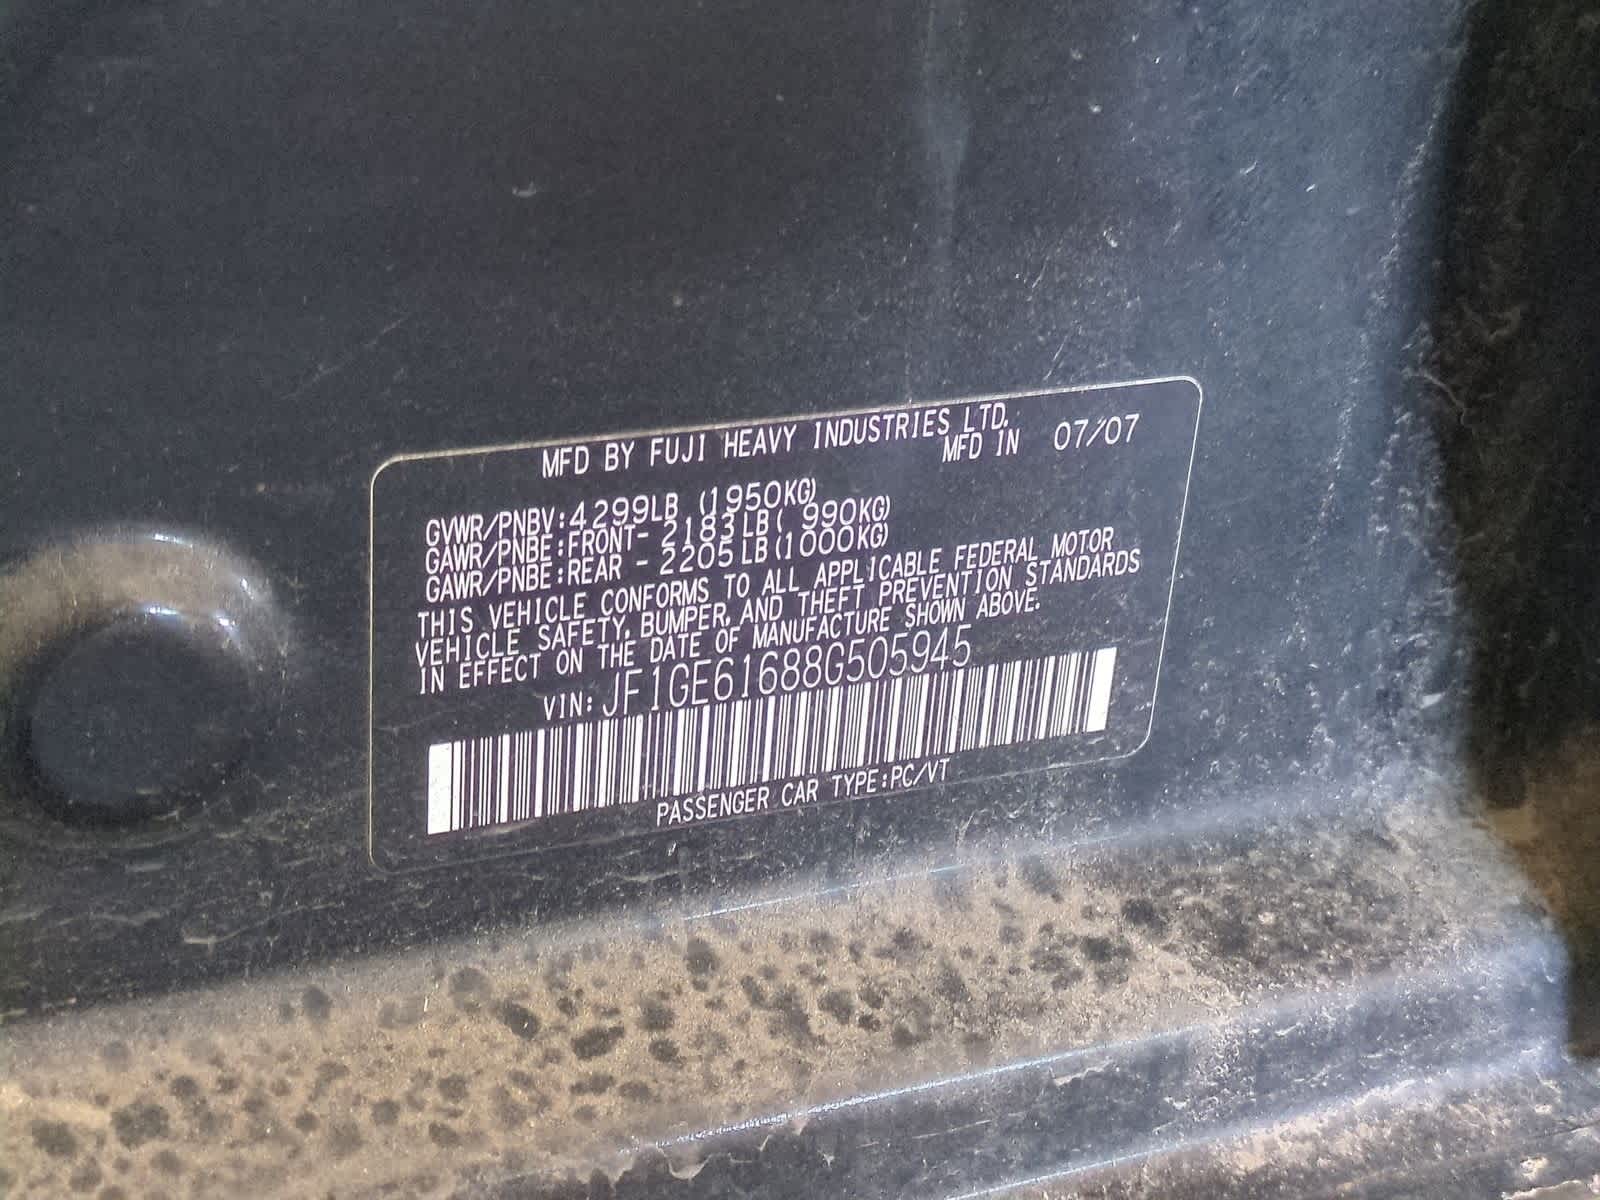 MFD BY FUJI HEAVY INDUSTRIES LTD.
MFD IN 07/07
GVWR/PNBV:4299LB (1950KG)
GAWR/PNBE:FRONT- 2183LB( 990KG)
GAWR/PNBE:REAR - 2205LB(1000KG)
THIS VEHICLE CONFORMS TO ALL APPLICABLE FEDERAL MOTOR
VEHICLE SAFETY, BUMPER, AND THEFT PREVENTION STANDARDS
IN EFFECT ON THE DATE OF MANUFACTURE SHOWN ABOVE.
VIN: JF1GE61688G505945
PASSENGER CAR TYPE:PC/VT